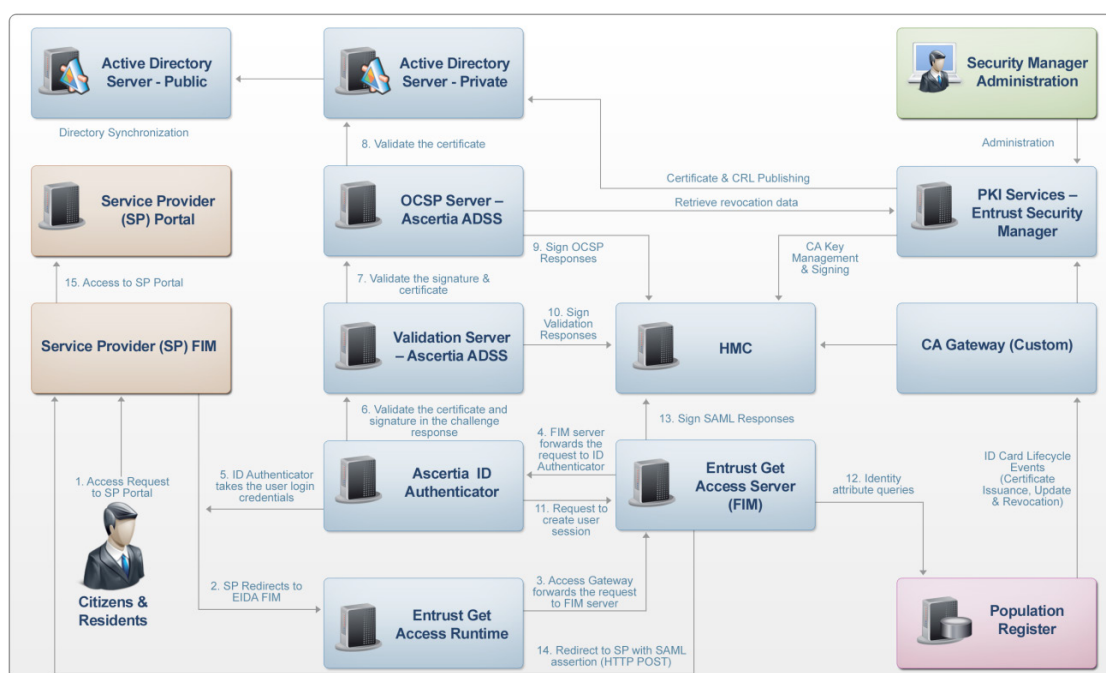 Active Directory
Server - Public
Active Directory
Server - Private
Security Manager
Administration
Directory Synchronization
8. Validate the certificate
Administration
Service Provider
(SP) Portal
OCSP Server –
Ascertia ADSS
Certificate & CRL Publishing
Retrieve revocation data
PKI Services –
Entrust Security
Manager
9. Sign OCSP
Responses
CA Key
Management
& Signing
15. Access to SP Portal
7. Validate the signature &
certificate
Service Provider (SP) FIM
Validation Server
– Ascertia ADSS
10. Sign
Validation
Responses
HMC
CA Gateway (Custom)
6. Validate the certificate and
signature in the challenge
response
4. FIM server
forwards the
request to ID
Authenticator
13. Sign SAML Responses
1. Access Request
to SP Portal
5. ID Authenticator
takes the user login
credentials
Ascertia ID
Authenticator
11. Request to
create user
session
Entrust Get
Access Server
(FIM)
12. Identity
attribute queries
ID Card Lifecycle
Events
(Certificate
Issuance, Update
& Revocation)
Citizens &
Residents
2. SP Redirects to
EIDA FIM
Entrust Get
Access Runtime
3. Access Gateway
forwards the request
to FIM server
14. Redirect to SP with SAML
assertion (HTTP POST)
Population
Register